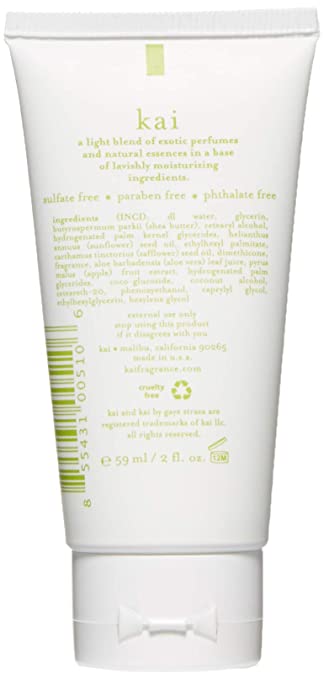 kai
a light blend of exotic perfumes
and natural essences in a base
of lavishly moisturizing
ingredients.
sulfate free • paraben free • phthalate free
ingredients (INCI). di water, glycerin,
butyrospermum parkii (shea butter), cetearyl alcohol,
hydrogenated palm kernel glycerides, helianthus
annuus (sunflower) seed oil, ethylhexyl palmitate,
carthamus tinctorius (safflower) seed oil, dimethicone,
fragrance, aloe barbadensis (aloe vera) leaf juice, pyrus
malus (apple) fruit extract, hydrogenated palm
glycerides, coco-glucoside, coconut alcohol,
ceteareth-20, phenoxyethanol, caprylyl glycol,
ethylhexylglycerin, hexylene glycol
external use only
stop using this product
if it disagrees with you
kai • malibu, california 90265
made in u.s.a.
kaifragrance.com
cruelty
free
kai and kai by gaye straza are
registered trademarks of kai llc.
all rights reserved.
e 59 ml / 2 fl. oz. 12M
8 55431 00510 6